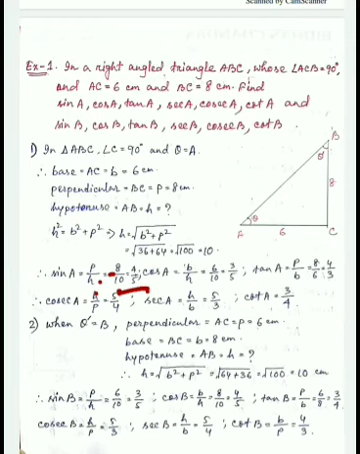 Scanned by CamScanner
Ex-1. In a right angled triangle ABC, whose ∠ACB=90°,
and AC=6 cm and BC=8 cm. Find
sin A, cos A, tan A, sec A, cosec A, cot A and
sin B, cos B, tan B, sec B, cosec B, cot B.
1) In ΔABC, ∠C=90° and θ=A.
∴ base=AC=b=6 cm.
perpendicular=BC=p=8 cm.
hypotenuse=AB=h=?
h²=b²+p² ⇒ h=√b²+p²
=√36+64=√100=10.
B
θ'
8
A θ 6 C
∴ sin A=p/h=8/10=4/5; cos A=b/h=6/10=3/5; tan A=p/b=8/6=4/3
∴ cosec A=h/p=5/4; sec A=h/b=5/3; cot A=3/4.
2) when θ'=B, perpendicular=AC=p=6 cm.
base=BC=b=8 cm.
hypotenuse=AB=h=?
∴ h=√b²+p²=√64+36=√100=10 cm
∴ sin B=p/h=6/10=3/5; cos B=b/h=8/10=4/5; tan B=p/b=6/8=3/4
cosec B=h/p=5/3; sec B=h/b=5/4; cot B=b/p=4/3.